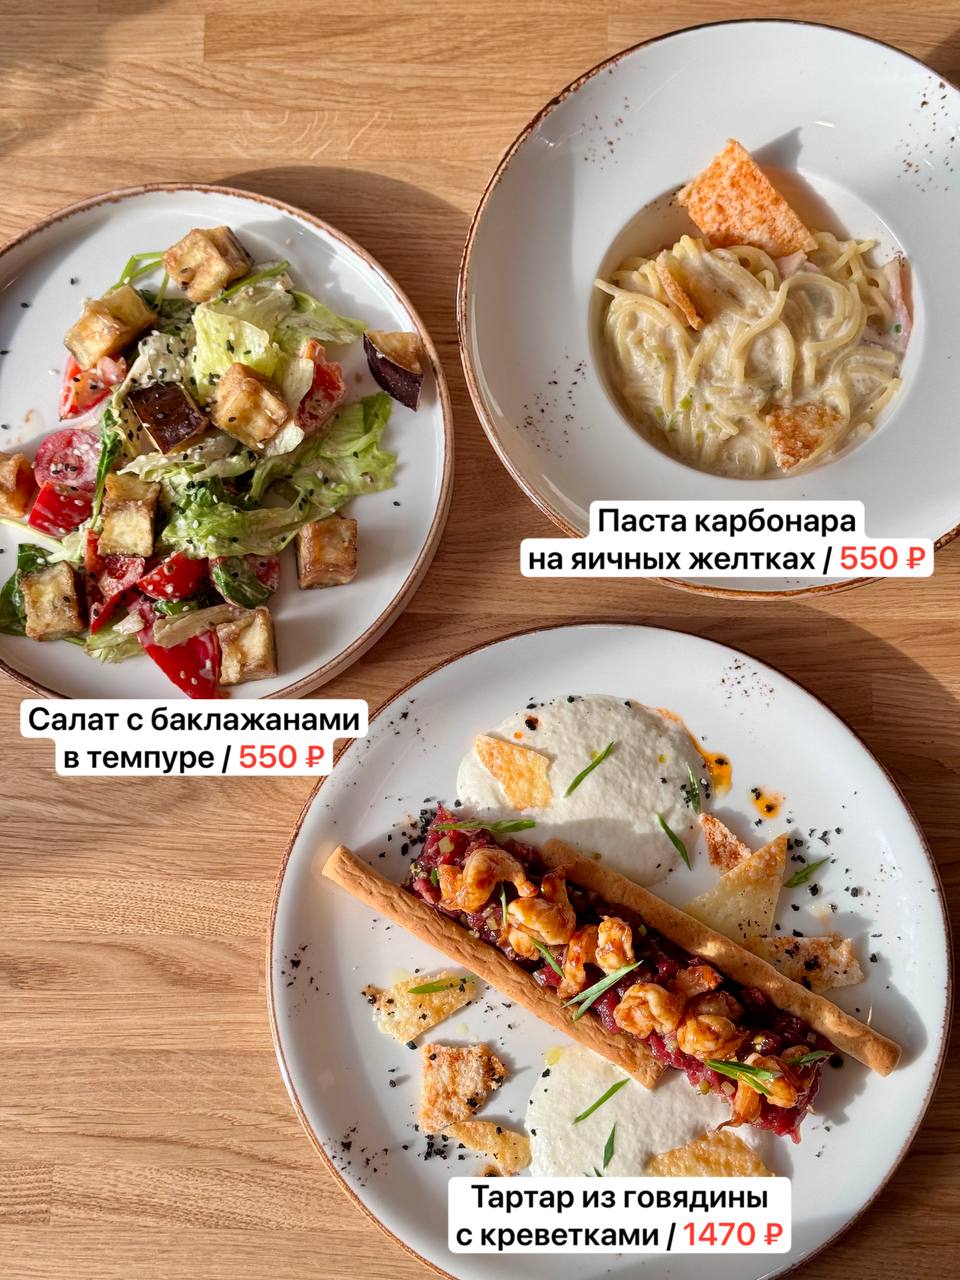 Паста карбонара
на яичных желтках / 550 ₽
Салат с баклажанами
в темпуре / 550 ₽
Тартар из говядины
с креветками / 1470 ₽